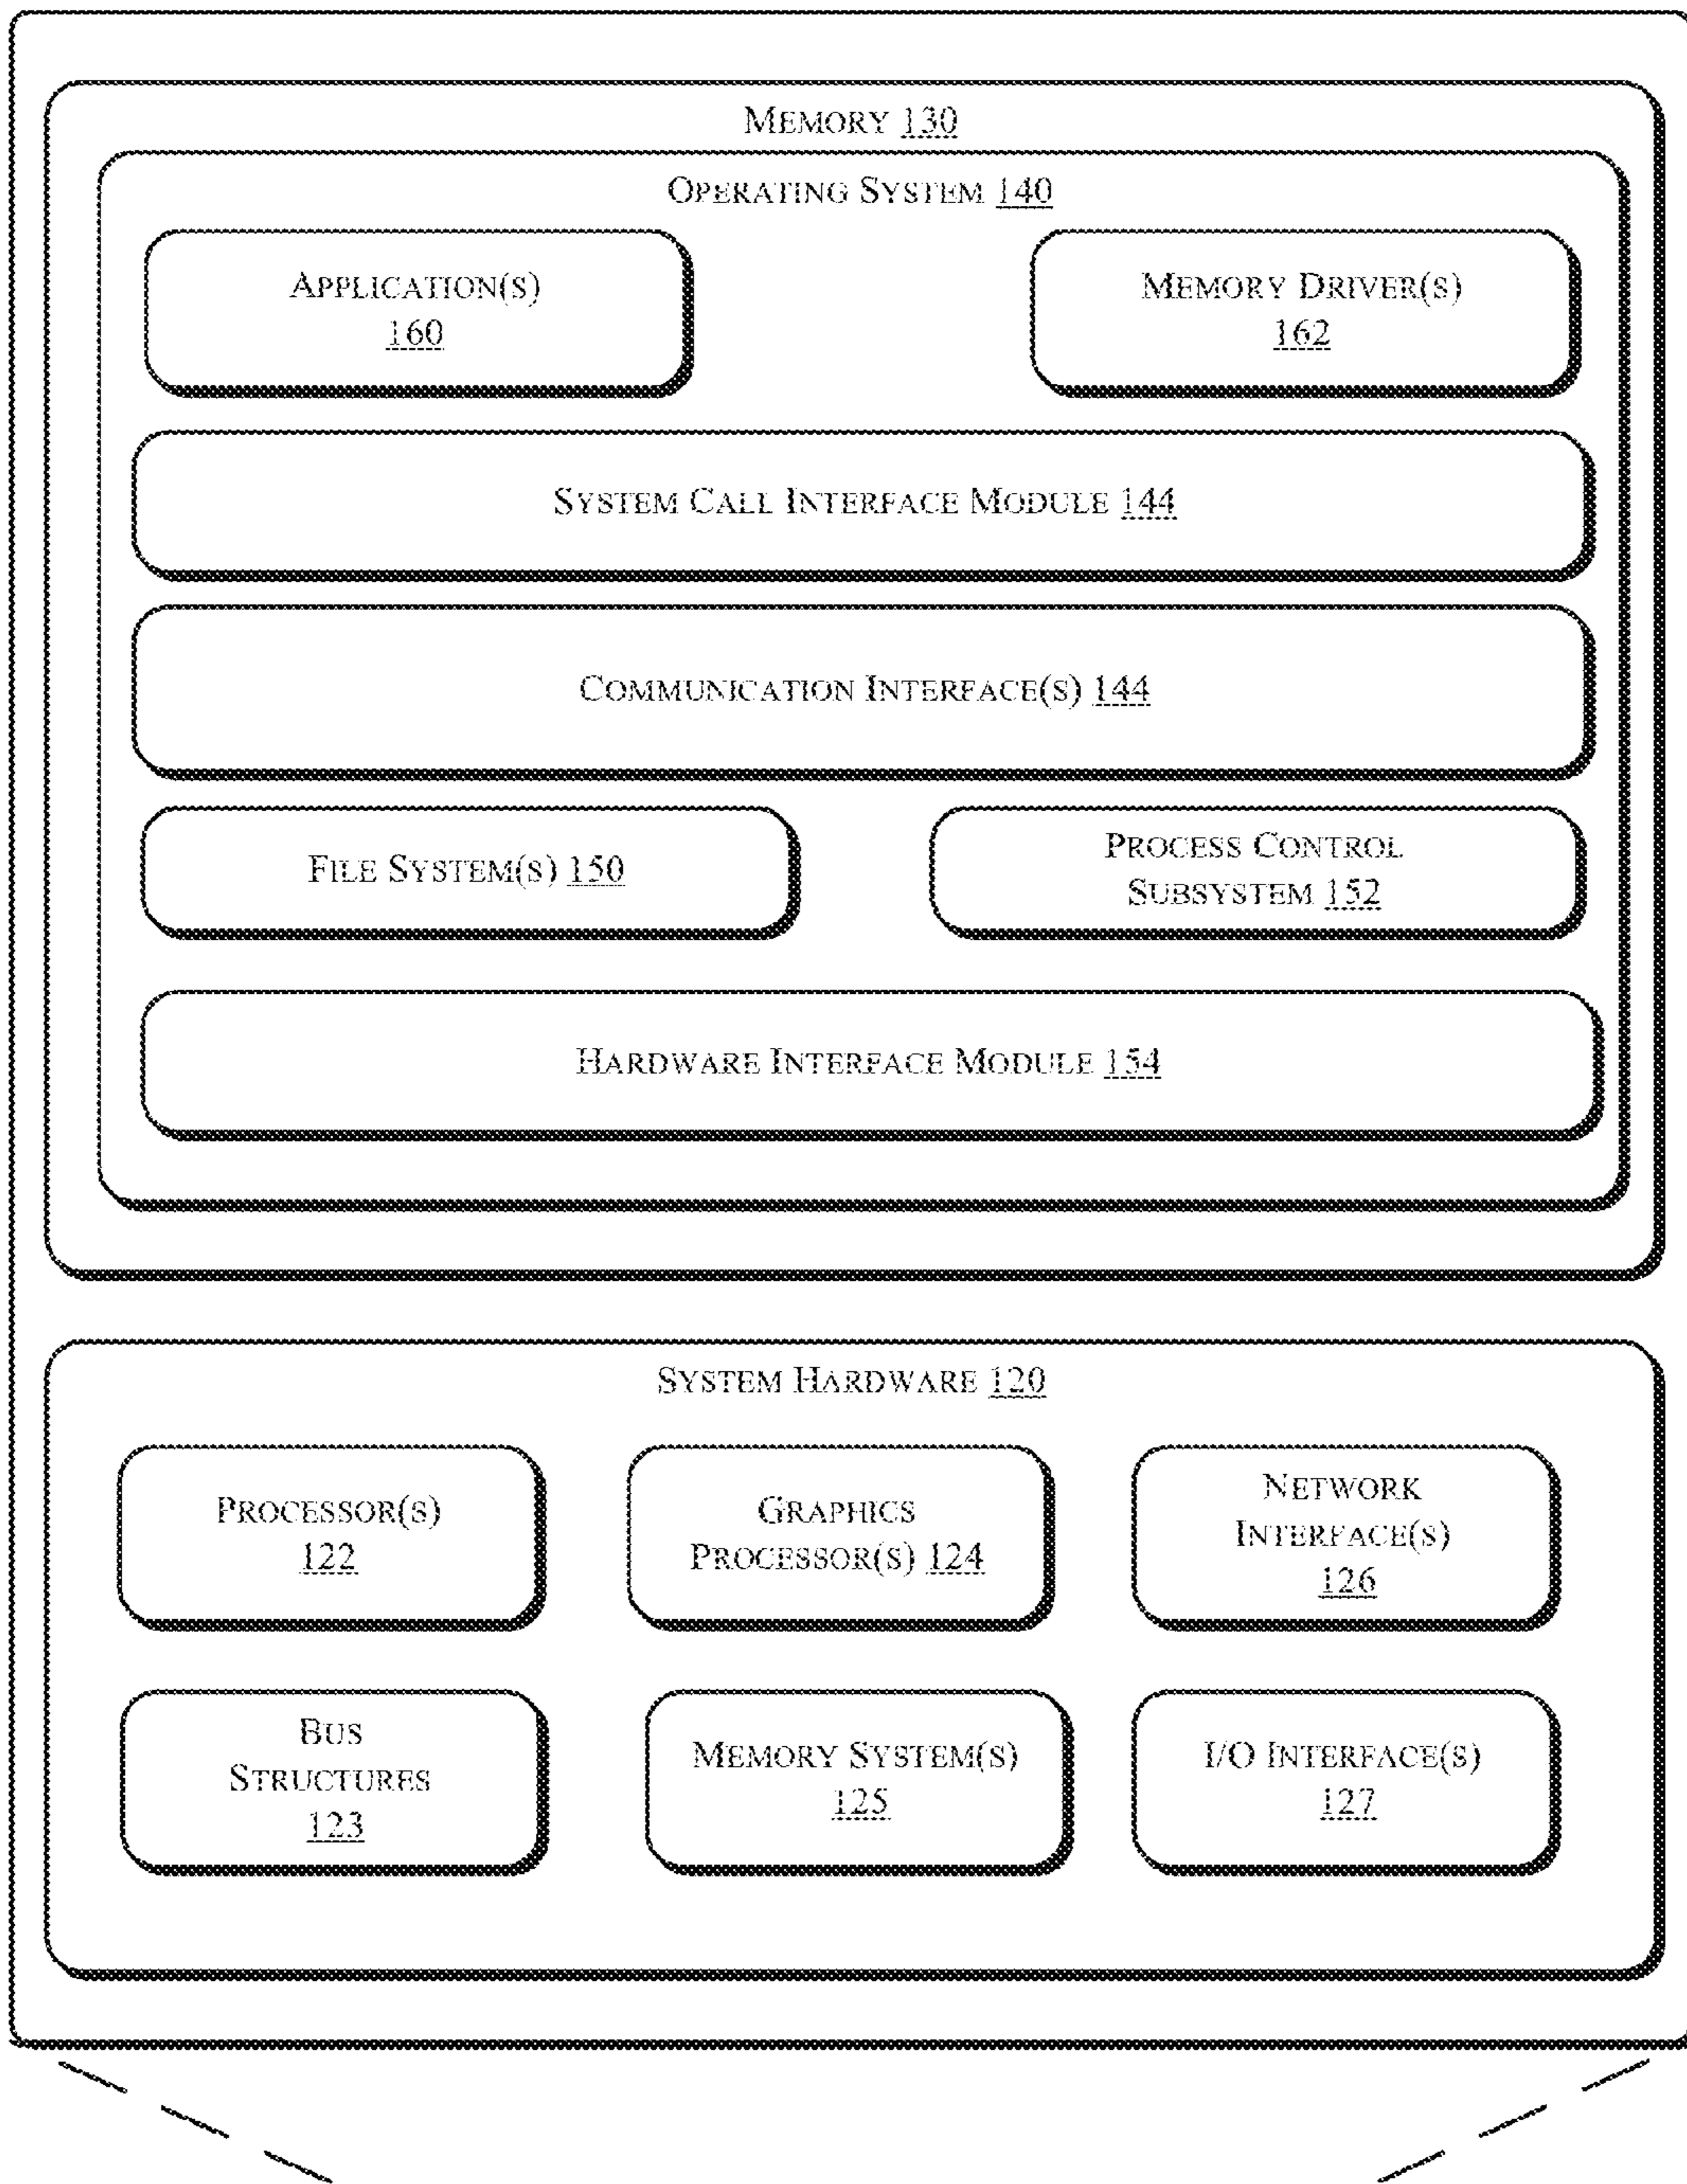 MEMORY 130
OPERATING SYSTEM 140
APPLICATION(S)
160
MEMORY DRIVER(S)
162
SYSTEM CALL INTERFACE MODULE 144
COMMUNICATION INTERFACE(S) 144
FILE SYSTEM(S) 150
PROCESS CONTROL
SUBSYSTEM 152
HARDWARE INTERFACE MODULE 154
SYSTEM HARDWARE 120
PROCESSOR(S)
122
GRAPHICS
PROCESSOR(S) 124
NETWORK
INTERFACE(S)
126
BUS
STRUCTURES
123
MEMORY SYSTEM(S)
125
I/O INTERFACE(S)
127